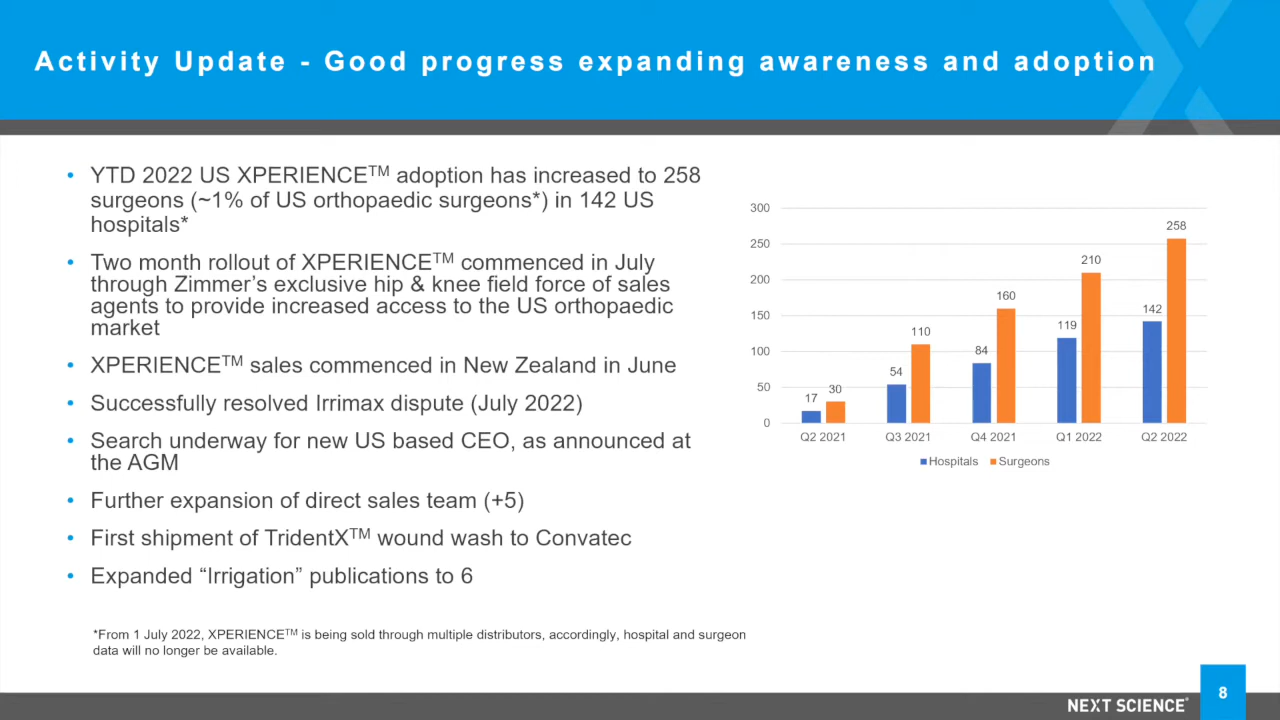 Activity Update - Good progress expanding awareness and adoption
• YTD 2022 US XPERIENCE™ adoption has increased to 258
surgeons (~1% of US orthopaedic surgeons*) in 142 US
hospitals*
• Two month rollout of XPERIENCE™ commenced in July
through Zimmer's exclusive hip & knee field force of sales
agents to provide increased access to the US orthopaedic
market
• XPERIENCE™ sales commenced in New Zealand in June
• Successfully resolved Irrimax dispute (July 2022)
• Search underway for new US based CEO, as announced at
the AGM
• Further expansion of direct sales team (+5)
• First shipment of TridentX™ wound wash to Convatec
• Expanded “Irrigation” publications to 6
*From 1 July 2022, XPERIENCE™ is being sold through multiple distributors, accordingly, hospital and surgeon
data will no longer be available.
300
250
200
150
100
50
0
17 30
54 110
84 160
119 210
142 258
Q2 2021 Q3 2021 Q4 2021 Q1 2022 Q2 2022
Hospitals Surgeons
NEXT SCIENCE®
8